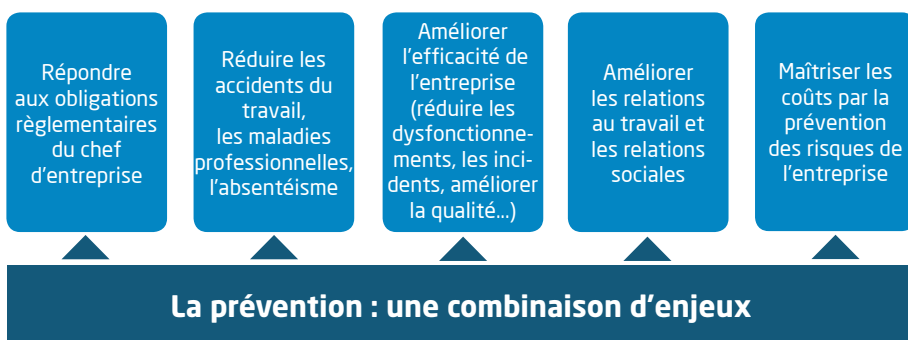 Répondre
aux obligations
règlementaires
du chef
d'entreprise
Réduire les
accidents du
travail,
les maladies
professionnelles,
l'absentéisme
Améliorer
l'efficacité de
l'entreprise
(réduire les
dysfonctionne-
ments, les inci-
dents, améliorer
la qualité...)
Améliorer
les relations
au travail et
les relations
sociales
Maîtriser les
coûts par la
prévention
des risques de
l'entreprise
La prévention : une combinaison d'enjeux